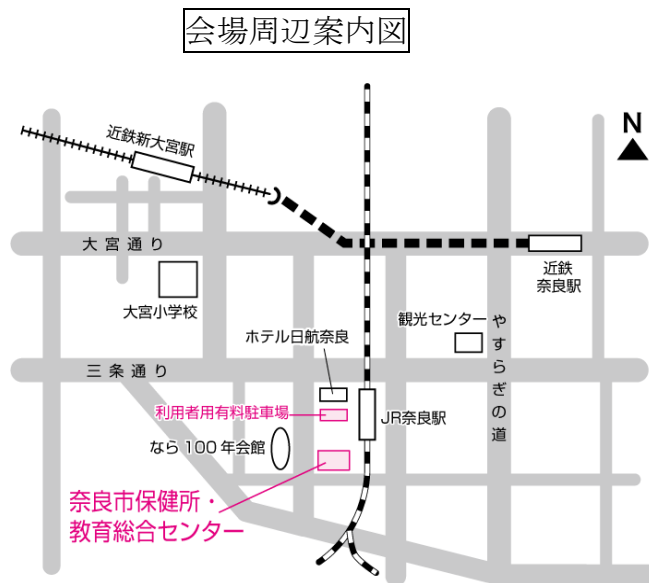 会場周辺案内図
近鉄新大宮駅
N
大宮通り
近鉄
奈良駅
大宮小学校
観光センター
やすらぎの道
ホテル日航奈良
三条通り
利用者用有料駐車場
JR奈良駅
なら100年会館
奈良市保健所・
教育総合センター